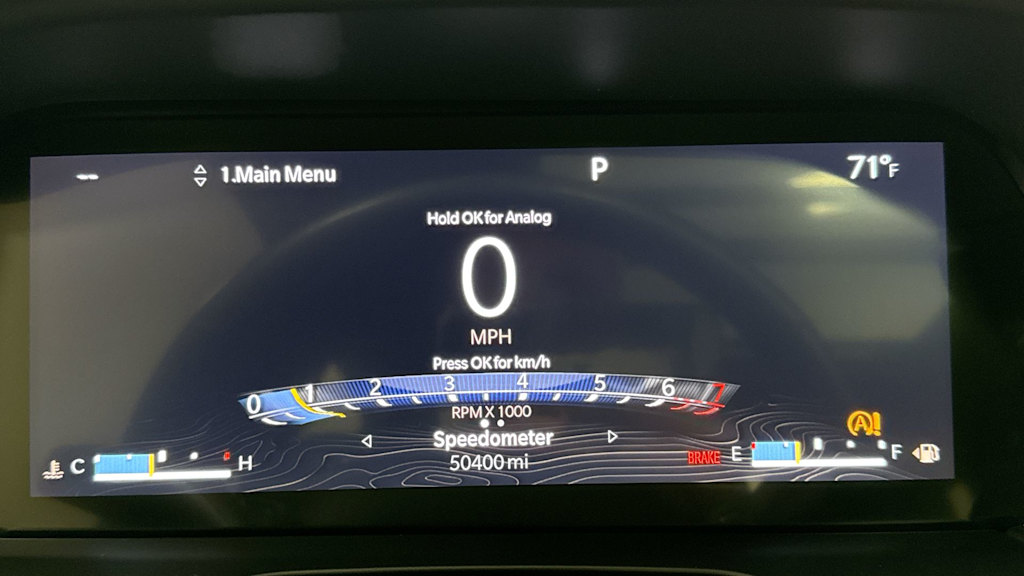 -- 1.Main Menu P 71°F
Hold OK for Analog
0
MPH
Press OK for km/h
0 1 2 3 4 5 6 7
RPM X 1000
Speedometer
50400 mi
C H BRAKE E F
A!